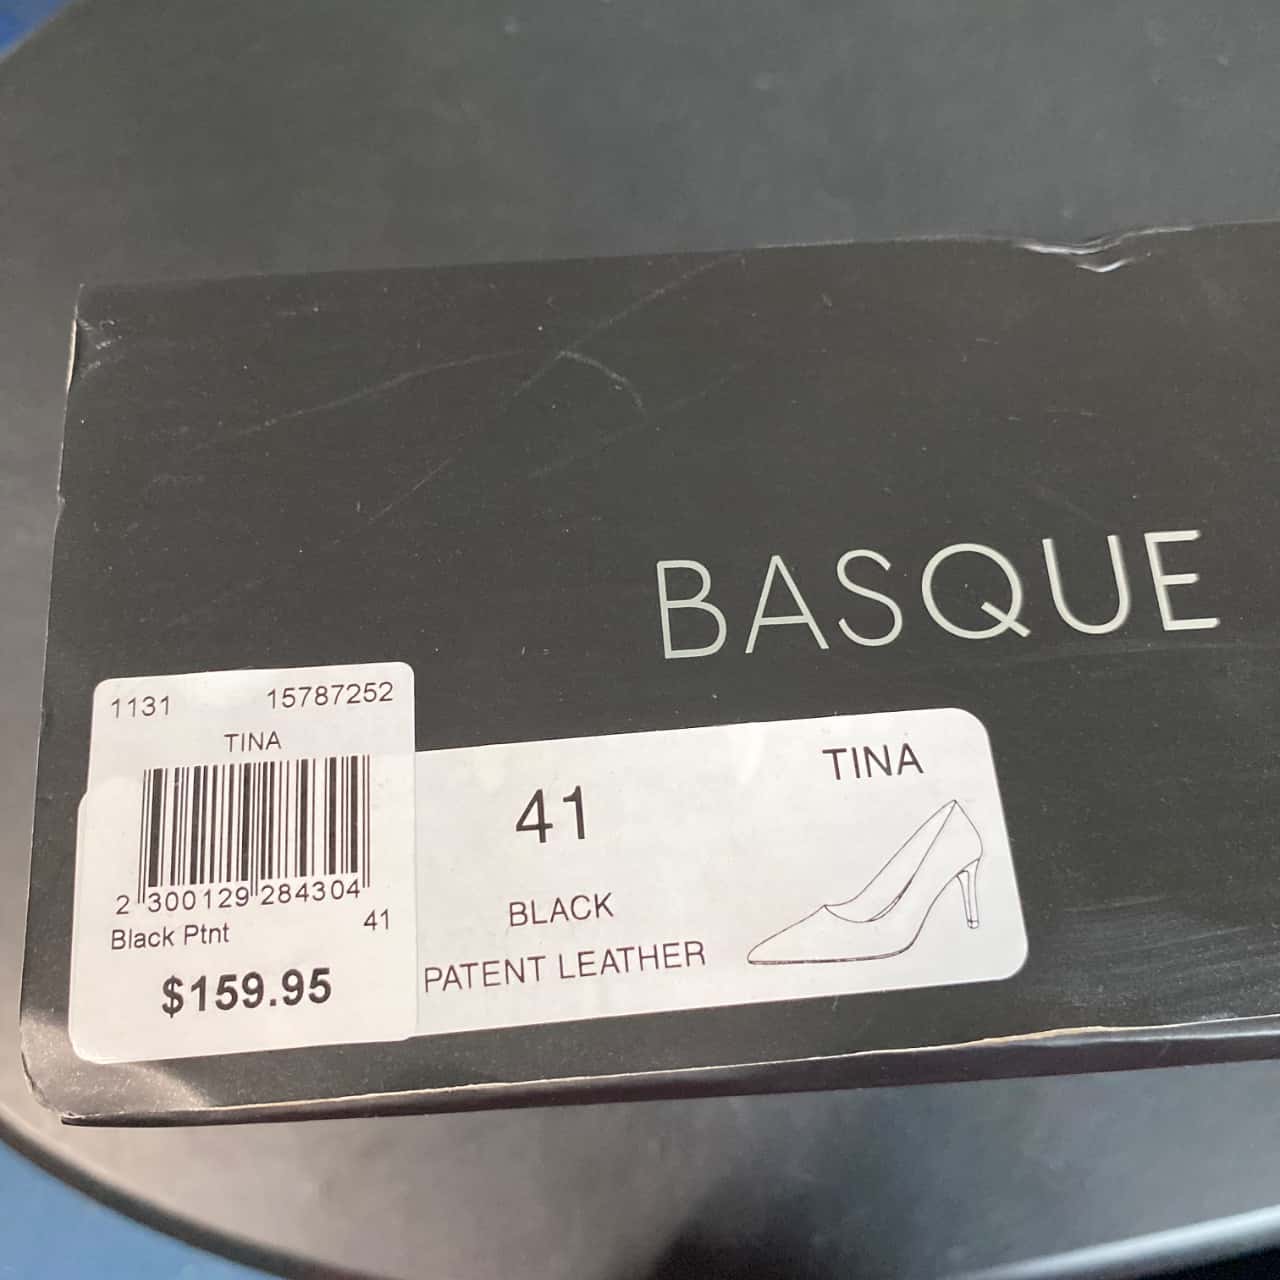 BASQUE
1131 15787252
TINA
2 300129 284304
Black Ptnt 41
$159.95
TINA
41
BLACK
PATENT LEATHER